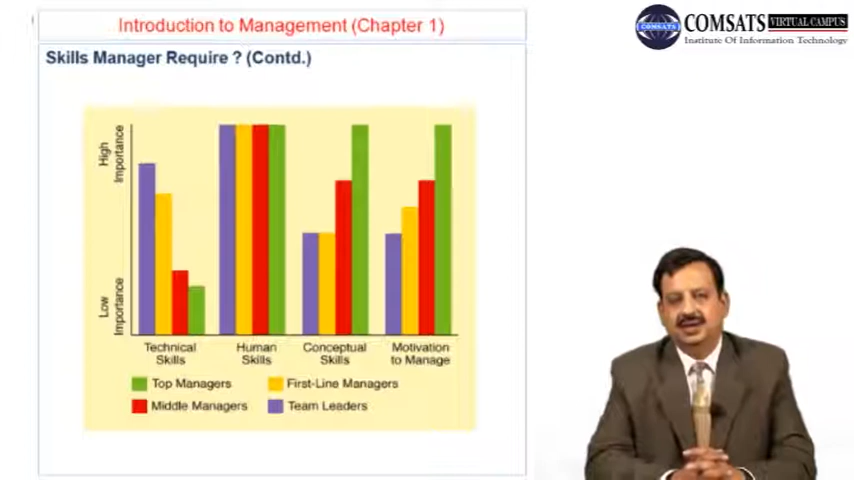 Introduction to Management (Chapter 1)
COMSATS VIRTUAL CAMPUS
Institute Of Information Technology
Skills Manager Require ? (Contd.)
High
Importance
Low
Importance
Technical
Skills
Human
Skills
Conceptual
Skills
Motivation
to Manage
Top Managers
First-Line Managers
Middle Managers
Team Leaders
COMSATS